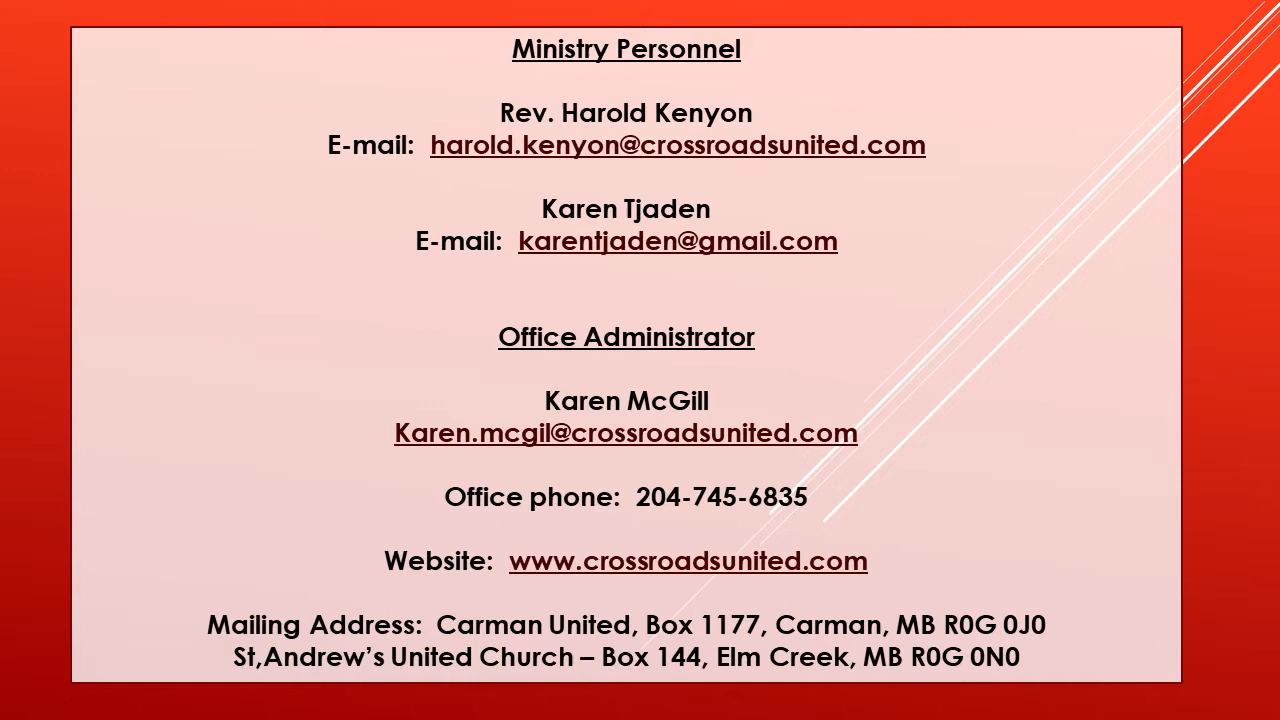 Ministry Personnel
Rev. Harold Kenyon
E-mail: harold.kenyon@crossroadsunited.com
Karen Tjaden
E-mail: karentjaden@gmail.com
Office Administrator
Karen McGill
Karen.mcgil@crossroadsunited.com
Office phone: 204-745-6835
Website: www.crossroadsunited.com
Mailing Address: Carman United, Box 1177, Carman, MB R0G 0J0
St,Andrew’s United Church – Box 144, Elm Creek, MB R0G 0N0